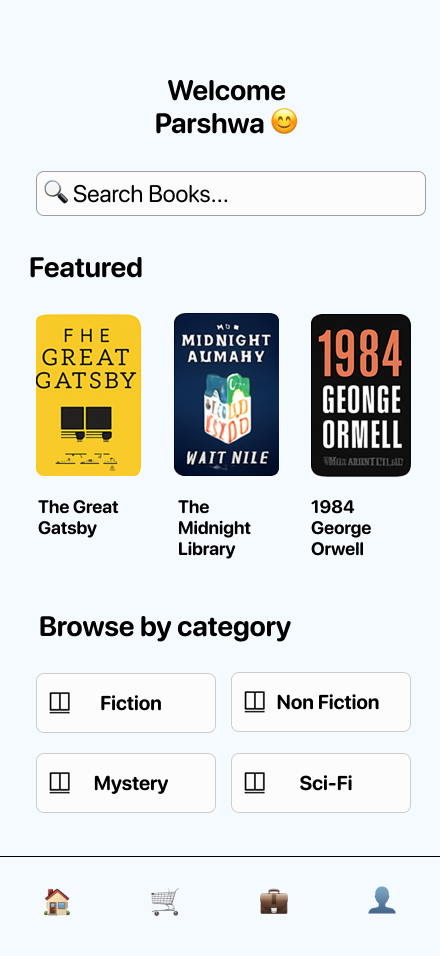 Welcome
Parshwa 😊
🔍 Search Books...
Featured
FHE
GREAT
GATSBY
MIDNIGHT
AUMAHY
WATT NILE
1984
GEONGE
ORMELL
The Great
Gatsby
The
Midnight
Library
1984
George
Orwell
Browse by category
Fiction
Non Fiction
Mystery
Sci-Fi